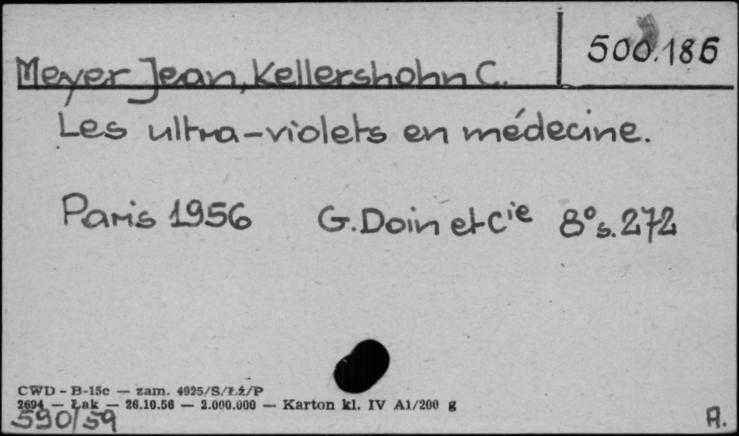 500.186
Meyer Jean, Kellershohn C.
Les ultra-violets en médecine.
Paris 1956 G. Doin et Cie 8° s. 272
CWD - B-15c — zam. 4925/S/Łź/P
2694 — Łak — 26.10.56 — 2.000.000 — Karton kl. IV A1/200 g
590/59
A.